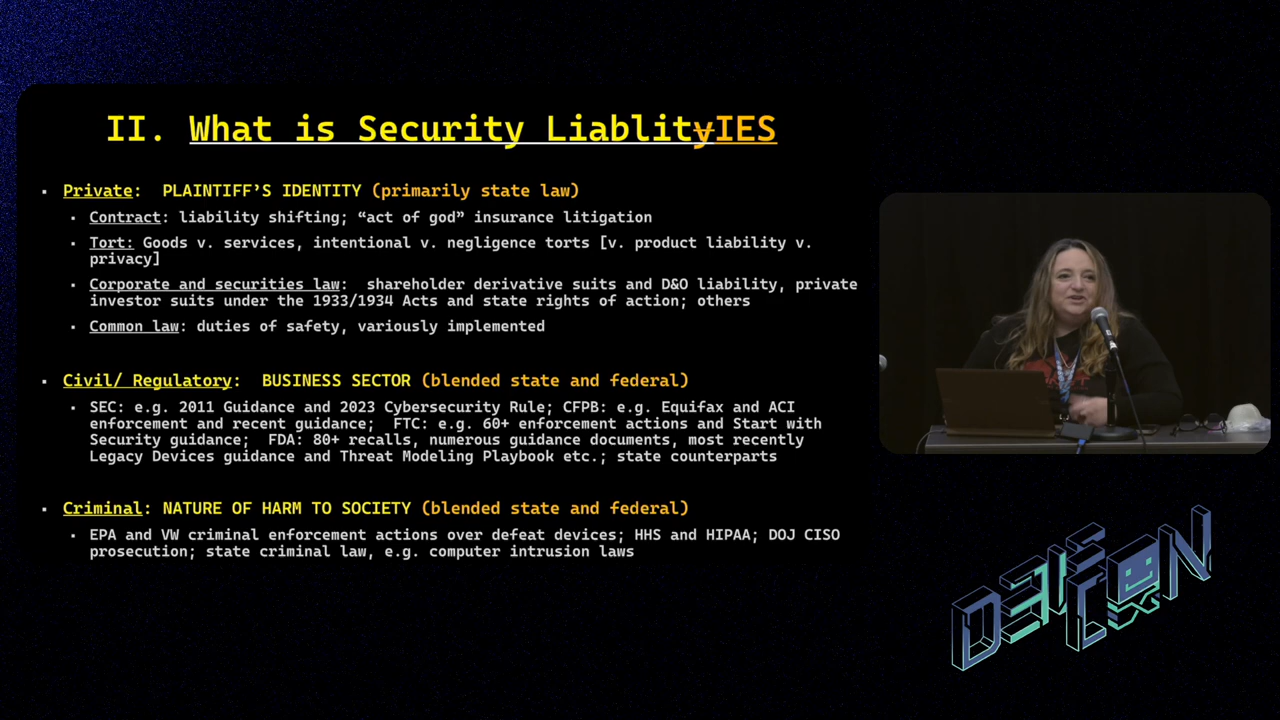 II. What is Security LiablityIES
Private: PLAINTIFF’S IDENTITY (primarily state law)
Contract: liability shifting; “act of god” insurance litigation
Tort: Goods v. services, intentional v. negligence torts [v. product liability v.
privacy]
Corporate and securities law: shareholder derivative suits and D&O liability, private
investor suits under the 1933/1934 Acts and state rights of action; others
Common law: duties of safety, variously implemented
Civil/ Regulatory: BUSINESS SECTOR (blended state and federal)
SEC: e.g. 2011 Guidance and 2023 Cybersecurity Rule; CFPB: e.g. Equifax and ACI
enforcement and recent guidance; FTC: e.g. 60+ enforcement actions and Start with
Security guidance; FDA: 80+ recalls, numerous guidance documents, most recently
Legacy Devices guidance and Threat Modeling Playbook etc.; state counterparts
Criminal: NATURE OF HARM TO SOCIETY (blended state and federal)
EPA and VW criminal enforcement actions over defeat devices; HHS and HIPAA; DOJ CISO
prosecution; state criminal law, e.g. computer intrusion laws
DEF CON